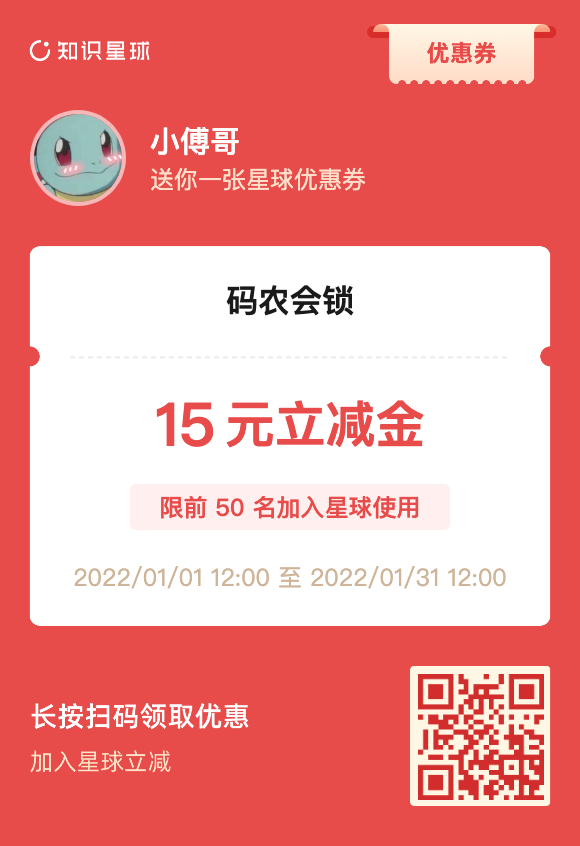 知识星球
优惠券
小傅哥
送你一张星球优惠券
码农会锁
15 元立减金
限前 50 名加入星球使用
2022/01/01 12:00 至 2022/01/31 12:00
长按扫码领取优惠
加入星球立减